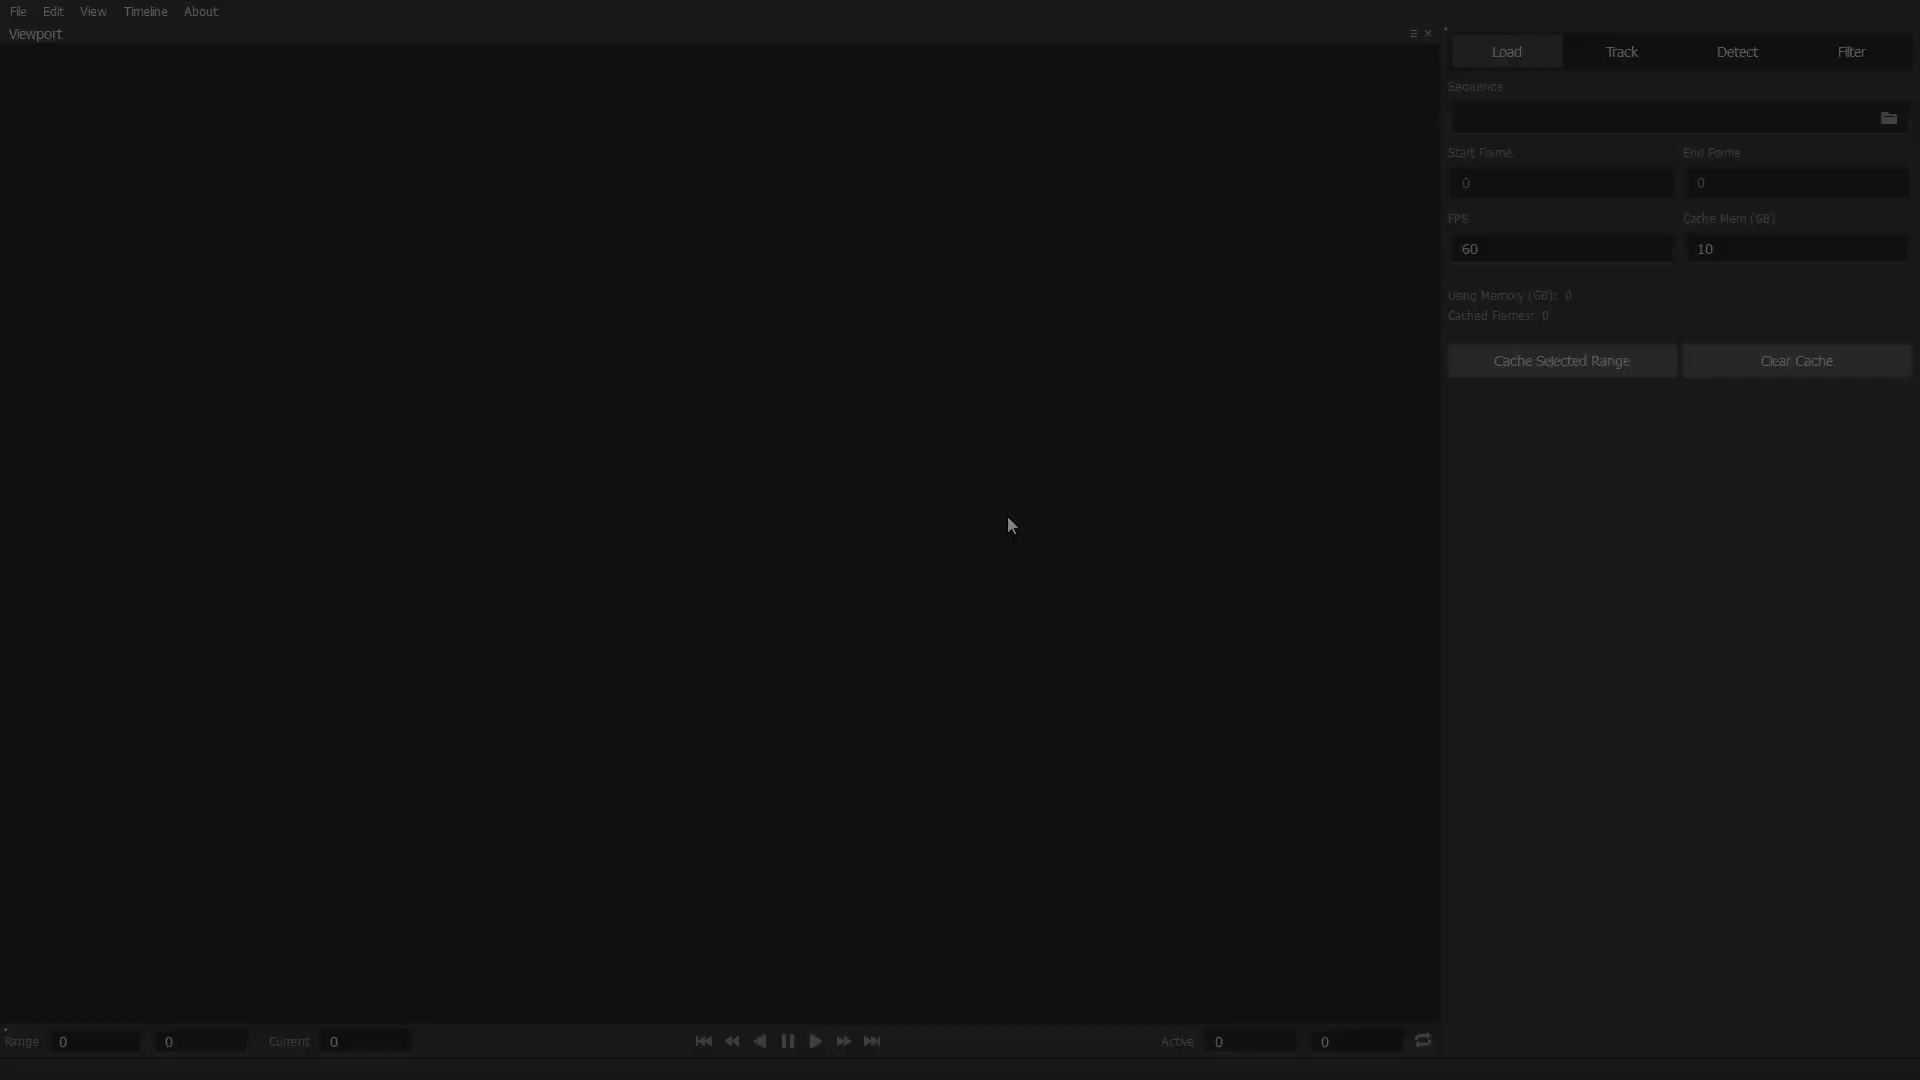 File Edit View Timeline About
Viewport
Load Track Detect Filter
Sequence
Start Frame End Frame
0 0
FPS Cache Mem (GB)
60 10
Using Memory (GB): 0
Cached Frames: 0
Cache Selected Range Clear Cache
Range 0 0 Current 0 Active 0 0